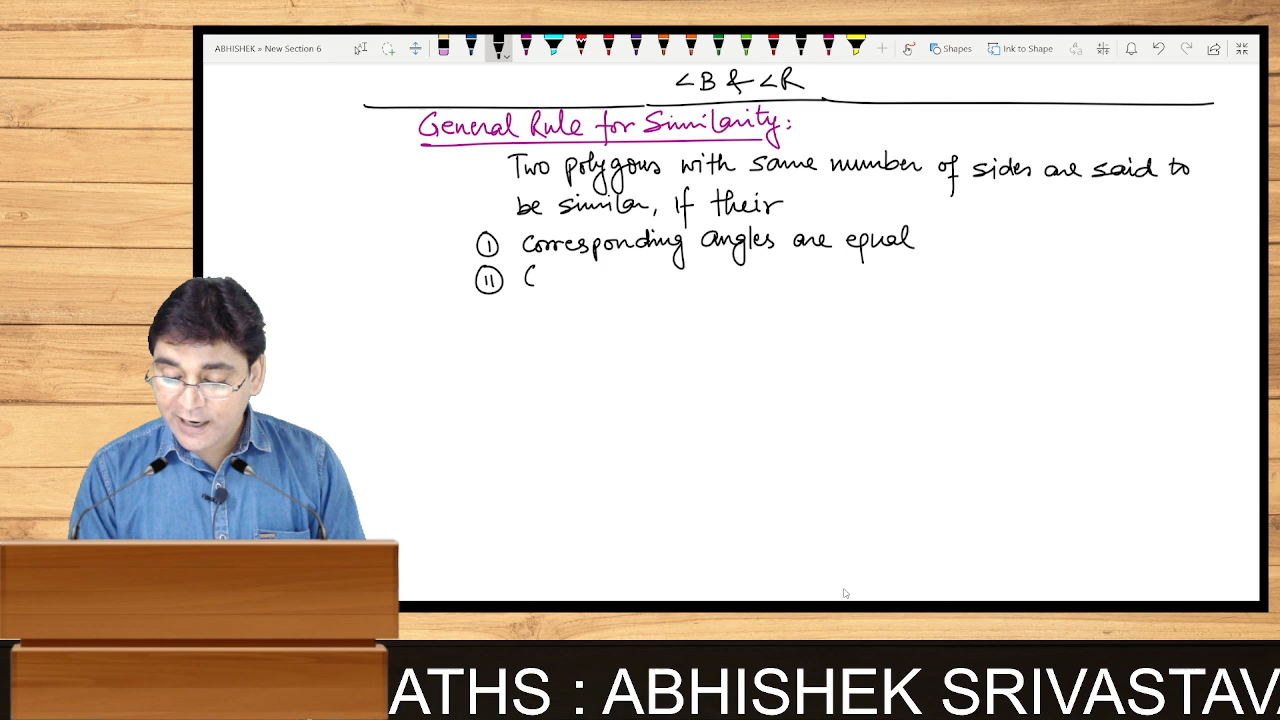 ABHISHEK » New Section 6
Shapes
Ink to Shape
∠B & ∠R
General Rule for Similarity:
Two polygons with same number of sides are said to
be similar, if their
(i) corresponding angles are equal
(ii) C
ATHS : ABHISHEK SRIVASTAV